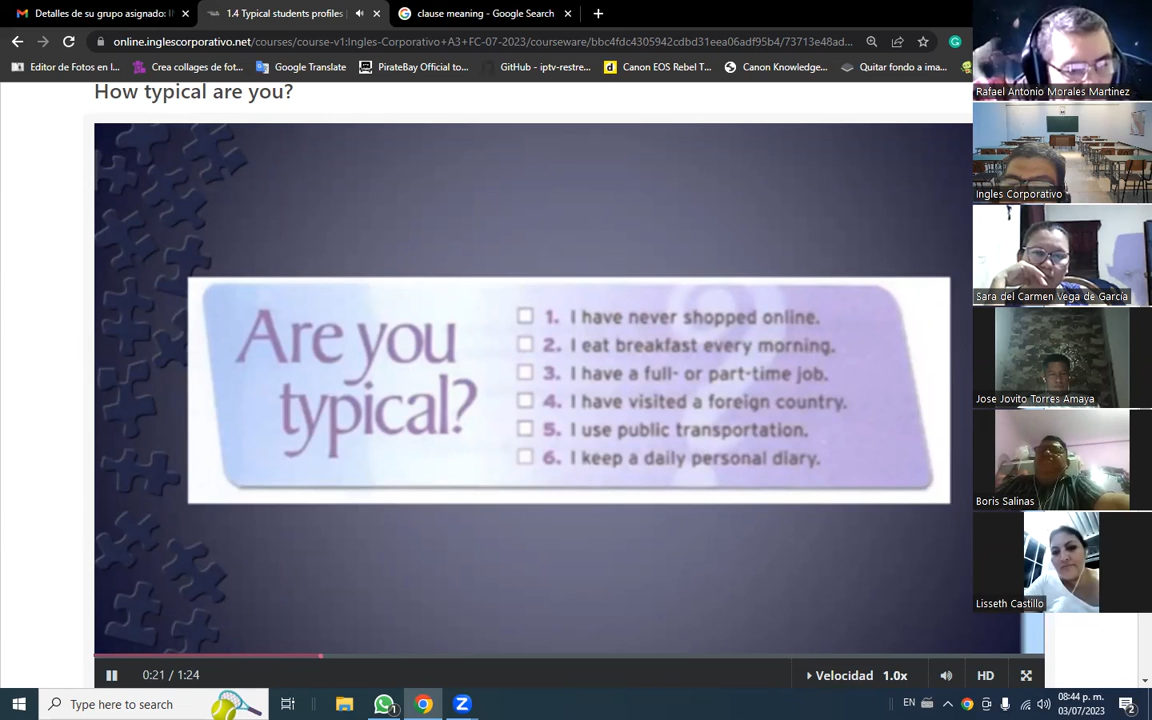 Detalles de su grupo asignado: I
1.4 Typical students profiles
clause meaning - Google Search
online.inglescorporativo.net/courses/course-v1:Ingles-Corporativo+A3+FC-07-2023/courseware/bbc4fdc4305942cdbd31eea06adf95b4/73713e48ad...
Editor de Fotos en l...
Crea collages de fot...
Google Translate
PirateBay Official to...
GitHub - iptv-restre...
Canon EOS Rebel T...
Canon Knowledge...
Quitar fondo a ima...
How typical are you?
Are you
typical?
1. I have never shopped online.
2. I eat breakfast every morning.
3. I have a full- or part-time job.
4. I have visited a foreign country.
5. I use public transportation.
6. I keep a daily personal diary.
0:21 / 1:24
Velocidad 1.0x
HD
Rafael Antonio Morales Martinez
Ingles Corporativo
Sara del Carmen Vega de García
Jose Jovito Torres Amaya
Boris Salinas
Lisseth Castillo
Type here to search
1
EN
08:44 p. m.
03/07/2023
2